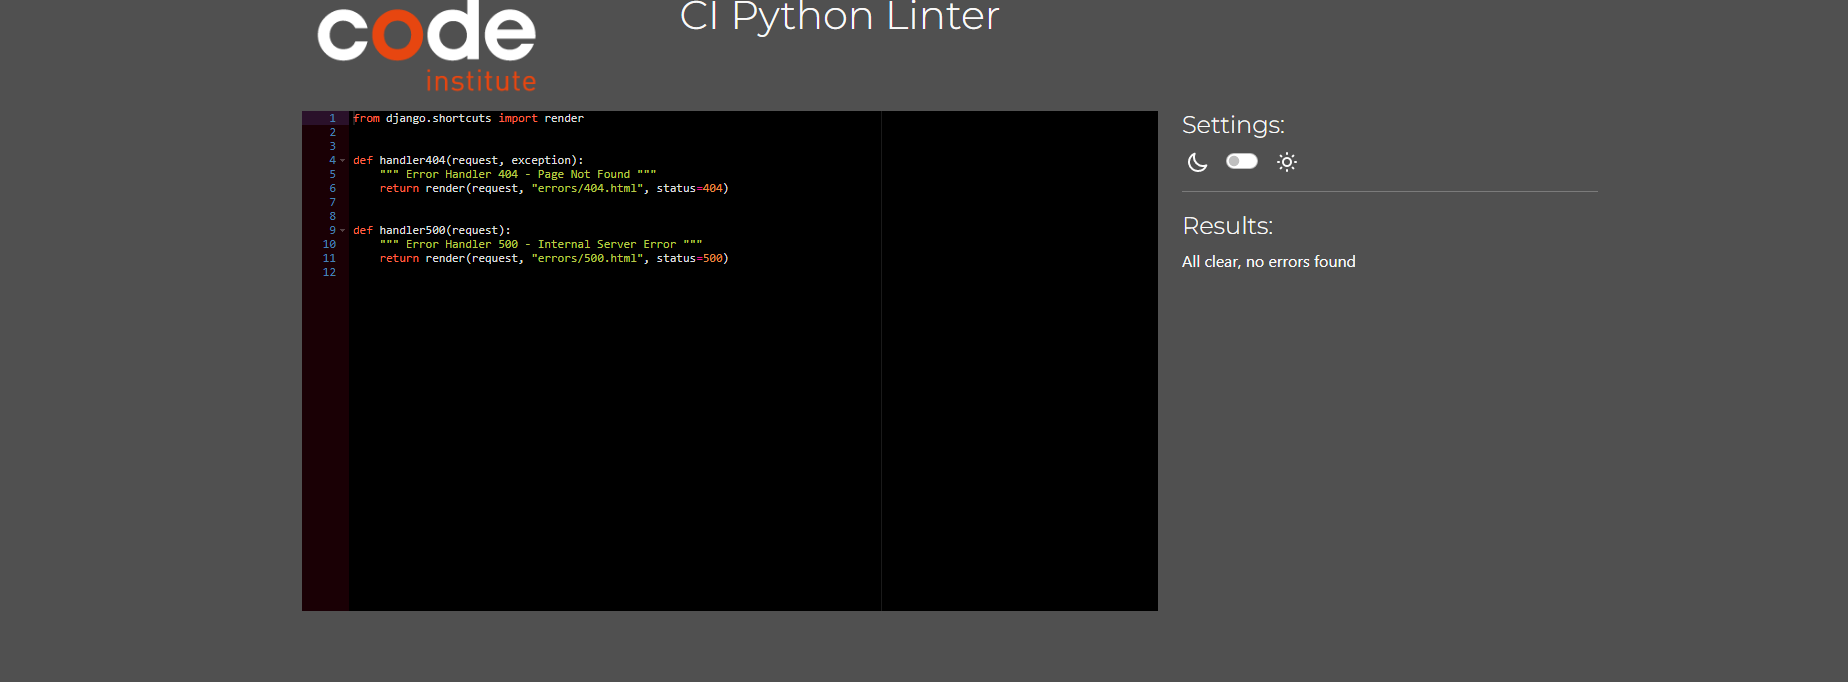 code
institute
CI Python Linter
1 from django.shortcuts import render
2
3
4 def handler404(request, exception):
5     """ Error Handler 404 - Page Not Found """
6     return render(request, "errors/404.html", status=404)
7
8
9 def handler500(request):
10     """ Error Handler 500 - Internal Server Error """
11     return render(request, "errors/500.html", status=500)
12
Settings:
Results:
All clear, no errors found